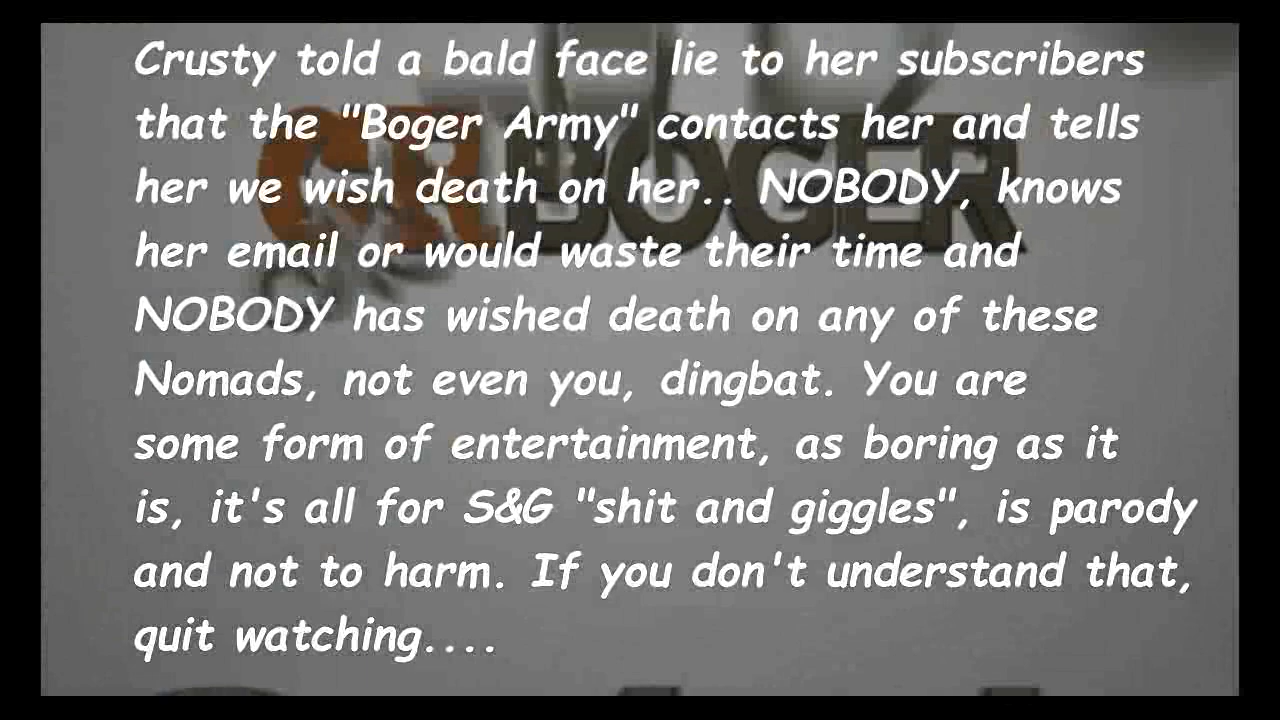 Crusty told a bald face lie to her subscribers
that the "Boger Army" contacts her and tells
her we wish death on her.. NOBODY, knows
her email or would waste their time and
NOBODY has wished death on any of these
Nomads, not even you, dingbat. You are
some form of entertainment, as boring as it
is, it's all for S&G "shit and giggles", is parody
and not to harm. If you don't understand that,
quit watching....
BOGER